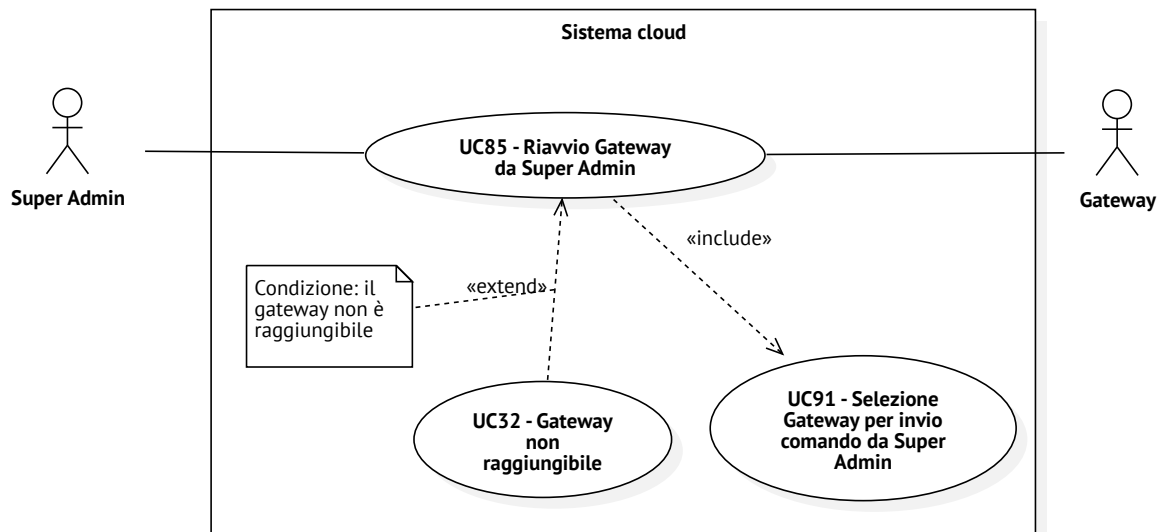 Sistema cloud
Super Admin
UC85 - Riavvio Gateway
da Super Admin
Gateway
«include»
«extend»
Condizione: il
gateway non è
raggiungibile
UC32 - Gateway
non
raggiungibile
UC91 - Selezione
Gateway per invio
comando da Super
Admin